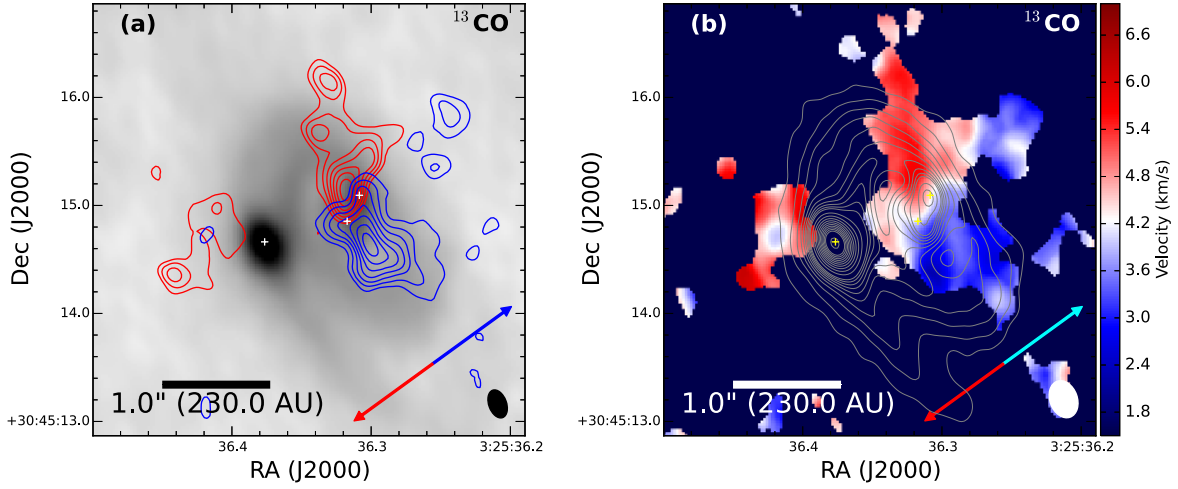 (a)
¹³CO
16.0
15.0
14.0
+30:45:13.0
Dec (J2000)
1.0" (230.0 AU)
36.4
36.3
3:25:36.2
RA (J2000)
(b)
¹³CO
16.0
15.0
14.0
+30:45:13.0
Dec (J2000)
1.0" (230.0 AU)
36.4
36.3
3:25:36.2
RA (J2000)
6.6
6.0
5.4
4.8
4.2
3.6
3.0
2.4
1.8
Velocity (km/s)